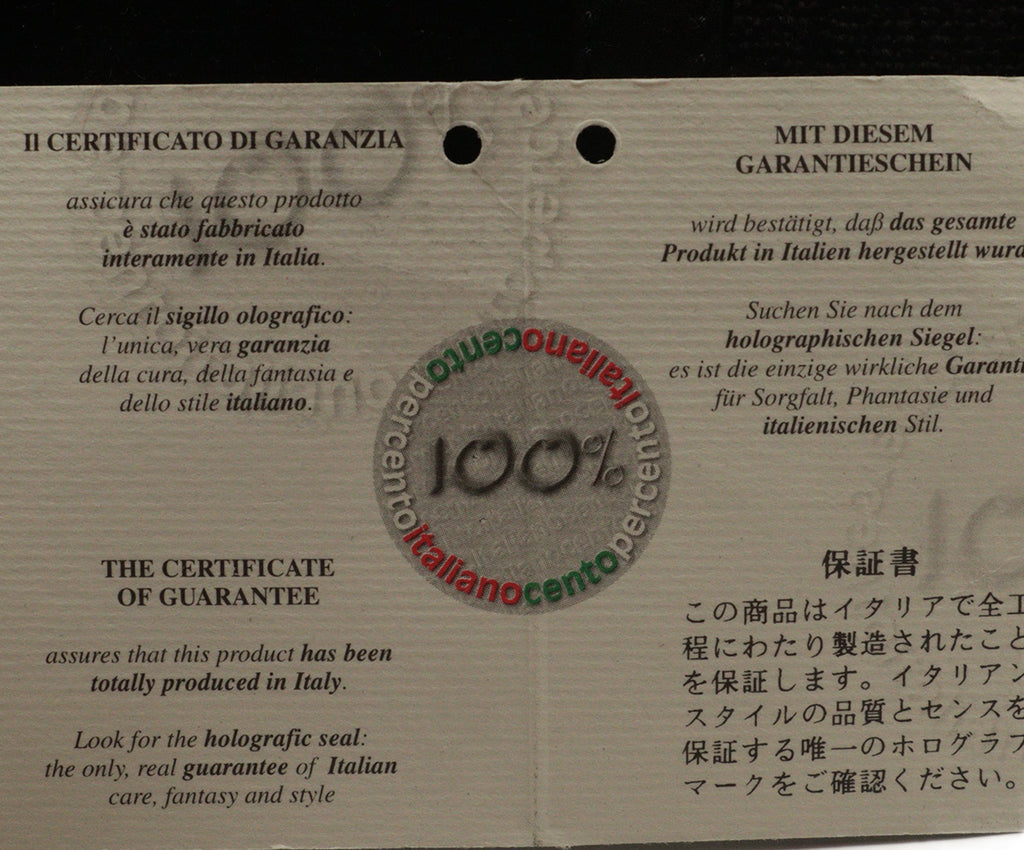 Il CERTIFICATO DI GARANZIA
assicura che questo prodotto
è stato fabbricato
interamente in Italia.
Cerca il sigillo olografico:
l'unica, vera garanzia
della cura, della fantasia e
dello stile italiano.
THE CERTIFICATE
OF GUARANTEE
assures that this product has been
totally produced in Italy.
Look for the holografic seal:
the only, real guarantee of Italian
care, fantasy and style
percentoitalianocentopercentoitalianocento
100%
MIT DIESEM
GARANTIESCHEIN
wird bestätigt, daß das gesamte
Produkt in Italien hergestellt
Suchen Sie nach dem
holographischen Siegel:
es ist die einzige wirkliche
für Sorgfalt, Phantasie und
italienischen Stil.
保証書
この商品はイタリアで全工
程にわたり製造されたこと
を保証します。イタリアン
スタイルの品質とセンスを
保証する唯一のホログラフ
マークをご確認ください。